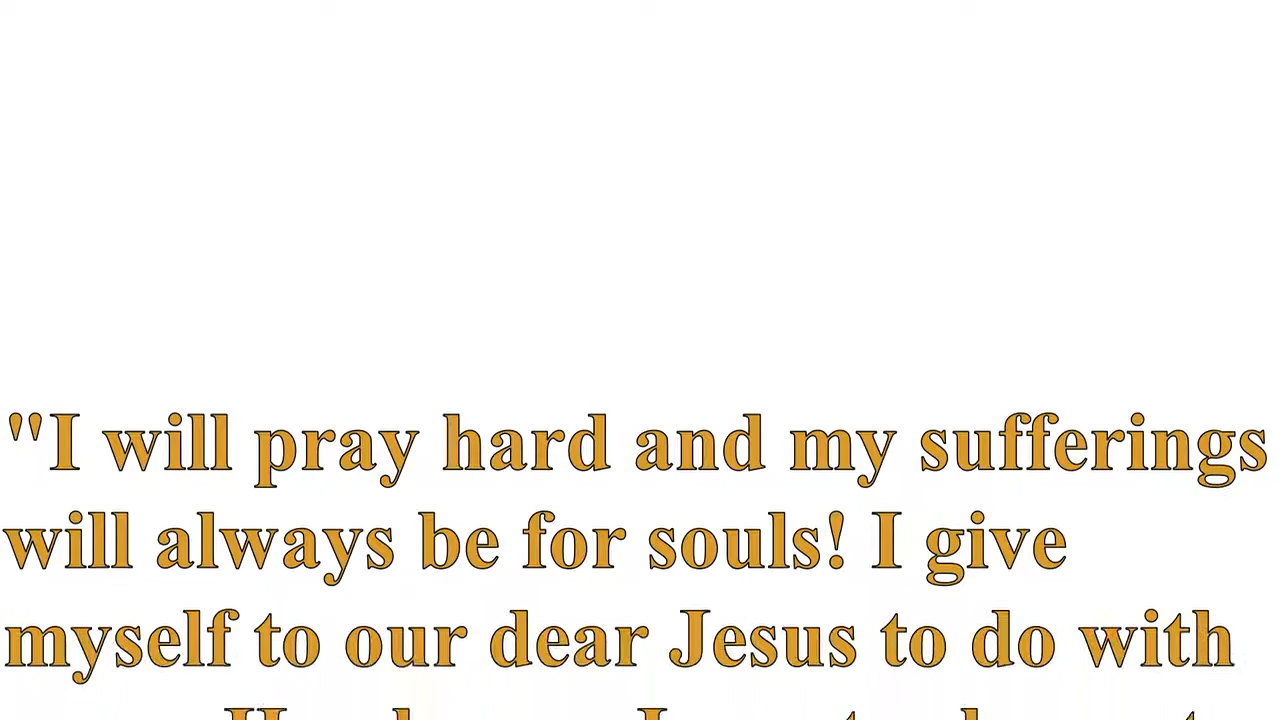 "I will pray hard and my sufferings
will always be for souls! I give
myself to our dear Jesus to do with